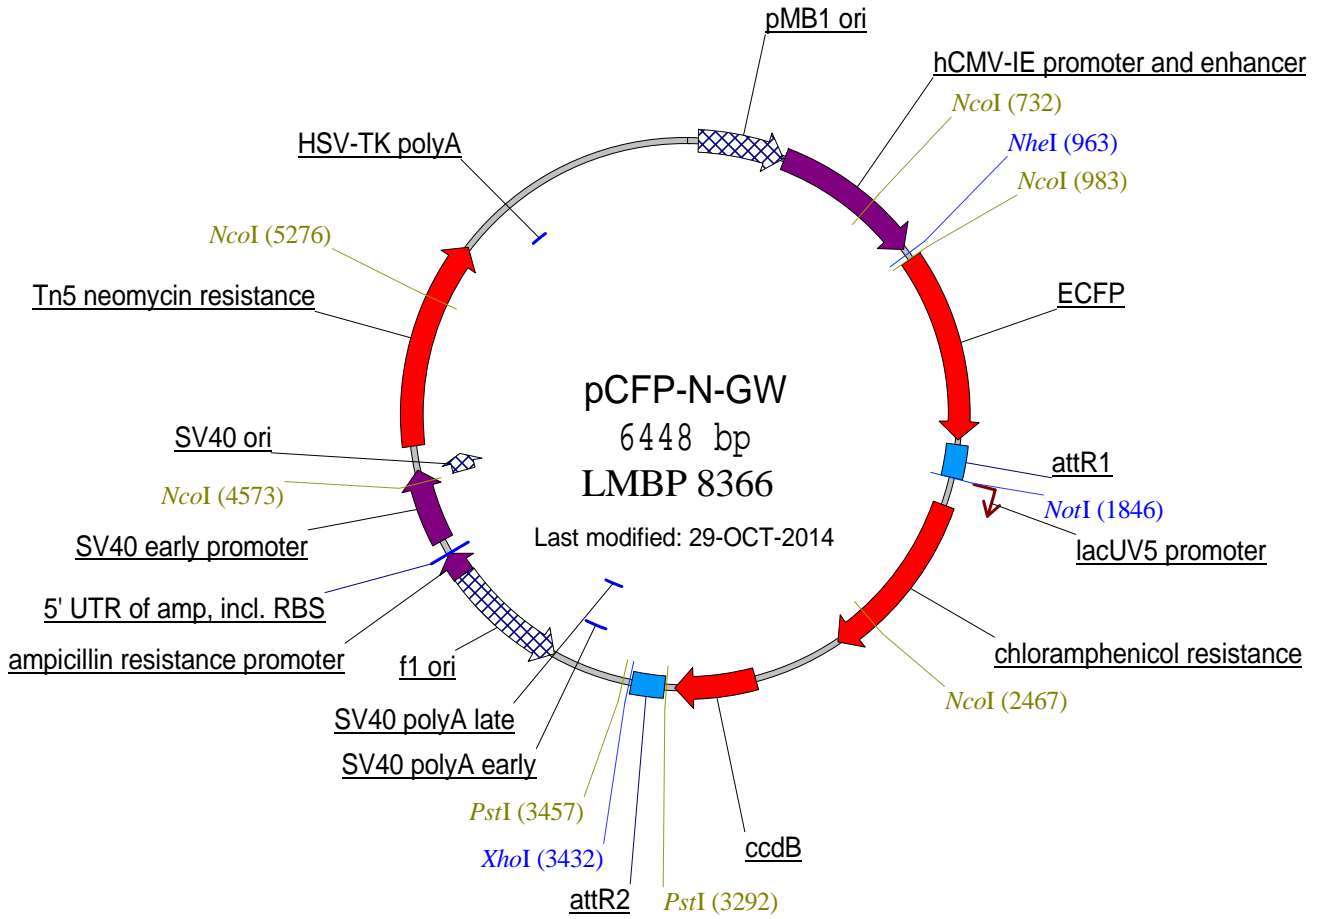 pMB1 ori
hCMV-IE promoter and enhancer
NcoI (732)
HSV-TK polyA
NheI (963)
NcoI (983)
NcoI (5276)
Tn5 neomycin resistance
ECFP
pCFP-N-GW
6448 bp
LMBP 8366
Last modified: 29-OCT-2014
SV40 ori
attR1
NcoI (4573)
NotI (1846)
SV40 early promoter
lacUV5 promoter
5' UTR of amp, incl. RBS
ampicillin resistance promoter
f1 ori
chloramphenicol resistance
NcoI (2467)
SV40 polyA late
SV40 polyA early
PstI (3457)
XhoI (3432)
ccdB
attR2
PstI (3292)